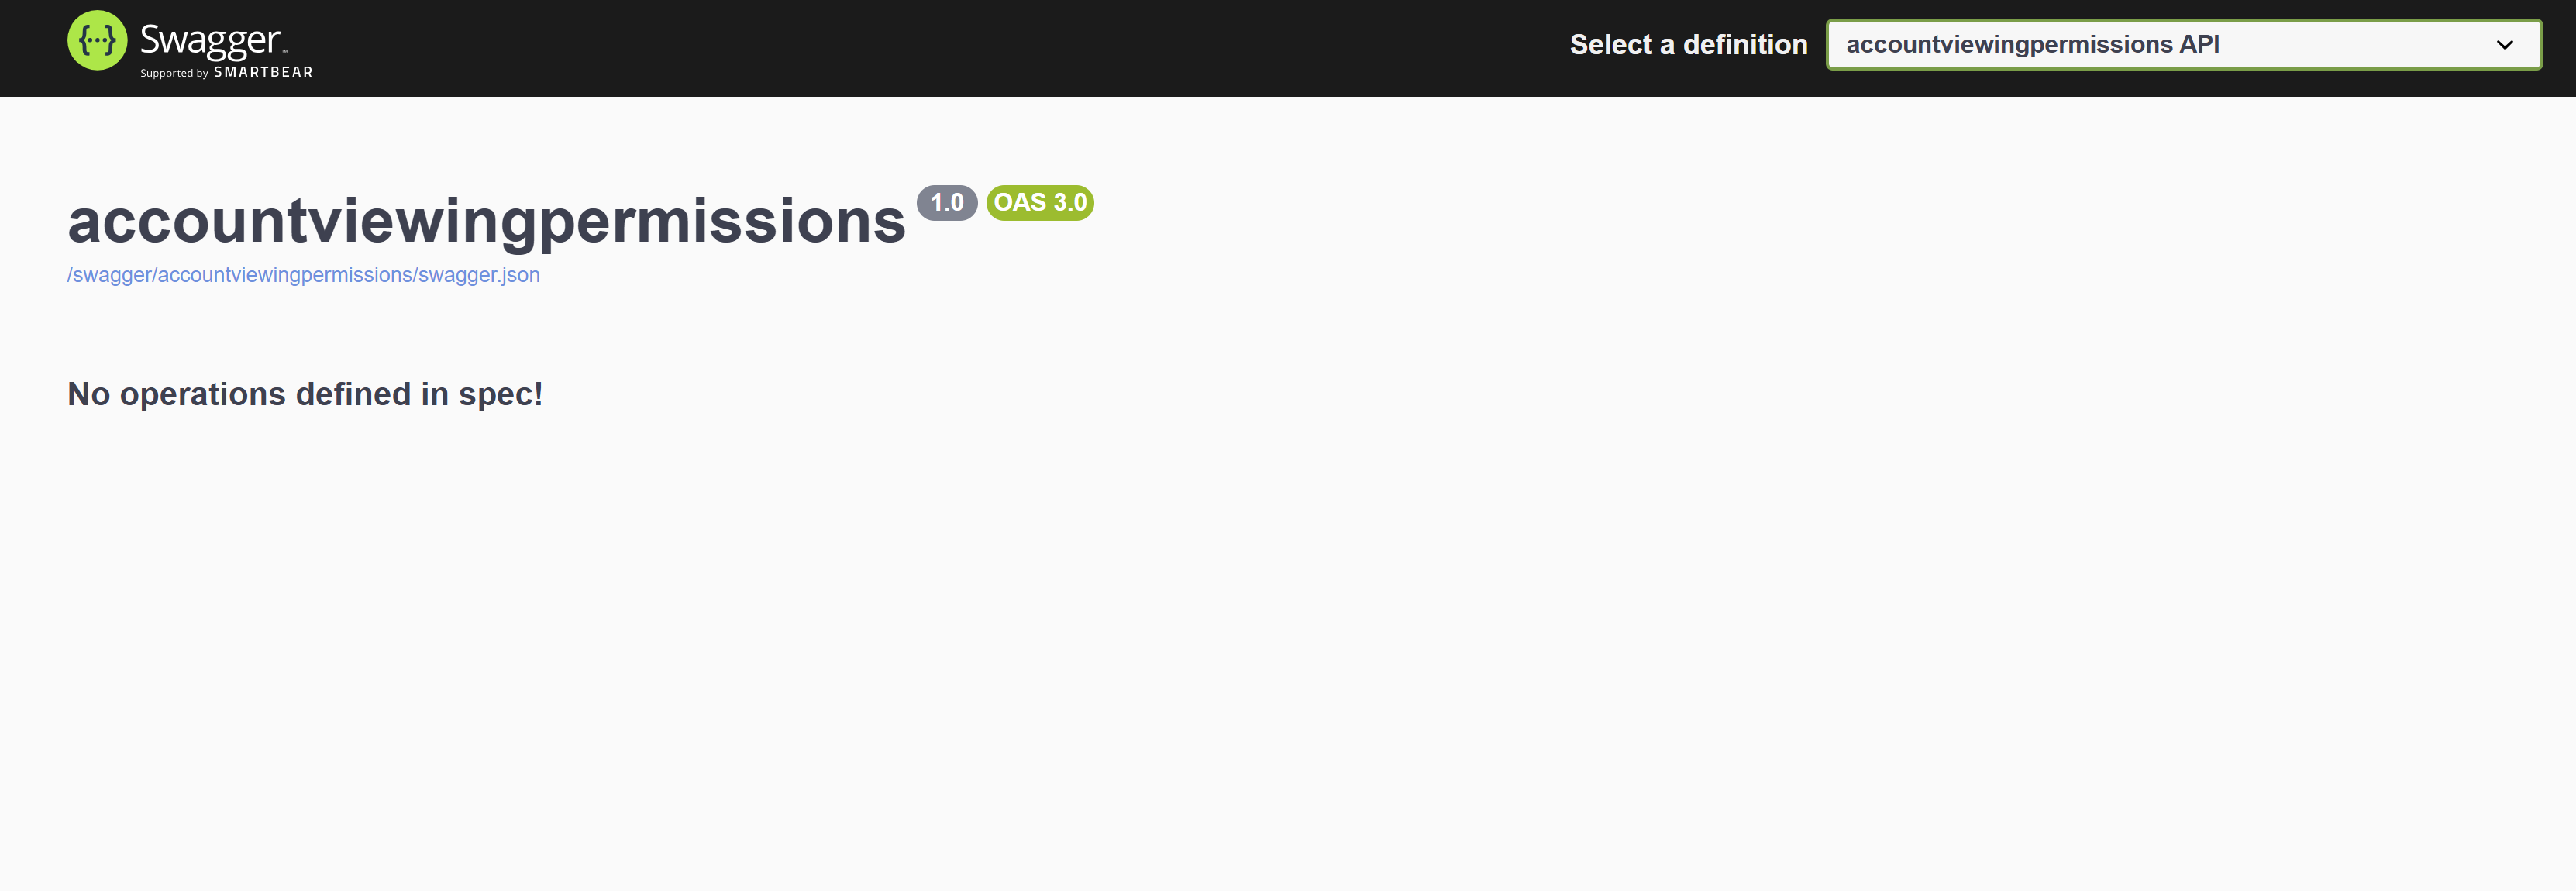 {...} Swagger™
Supported by SMARTBEAR
Select a definition
accountviewingpermissions API
accountviewingpermissions 1.0 OAS 3.0
/swagger/accountviewingpermissions/swagger.json
No operations defined in spec!